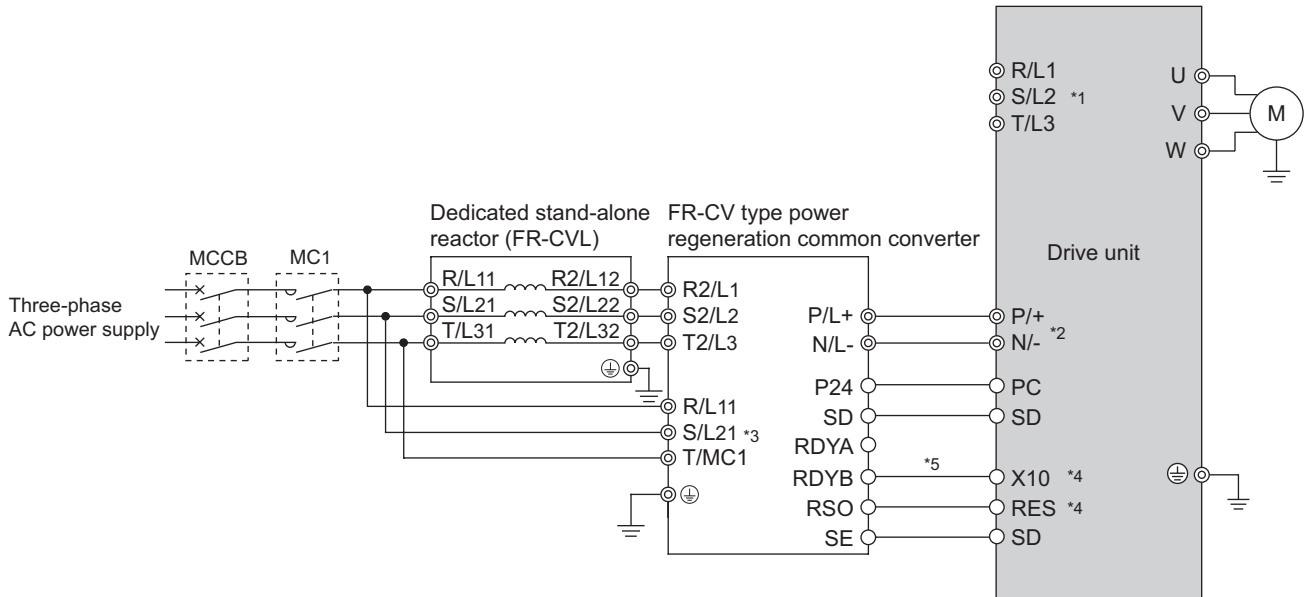 R/L1
S/L2 *1
T/L3
U
V
W
M
Drive unit
Dedicated stand-alone
reactor (FR-CVL)
FR-CV type power
regeneration common converter
MCCB
MC1
Three-phase
AC power supply
R/L11
R2/L12
S/L21
S2/L22
T/L31
T2/L32
R2/L1
S2/L2
T2/L3
R/L11
S/L21 *3
T/MC1
P/L+
N/L-
P24
SD
RDYA
RDYB
RSO
SE
*5
P/+
N/- *2
PC
SD
X10 *4
RES *4
SD